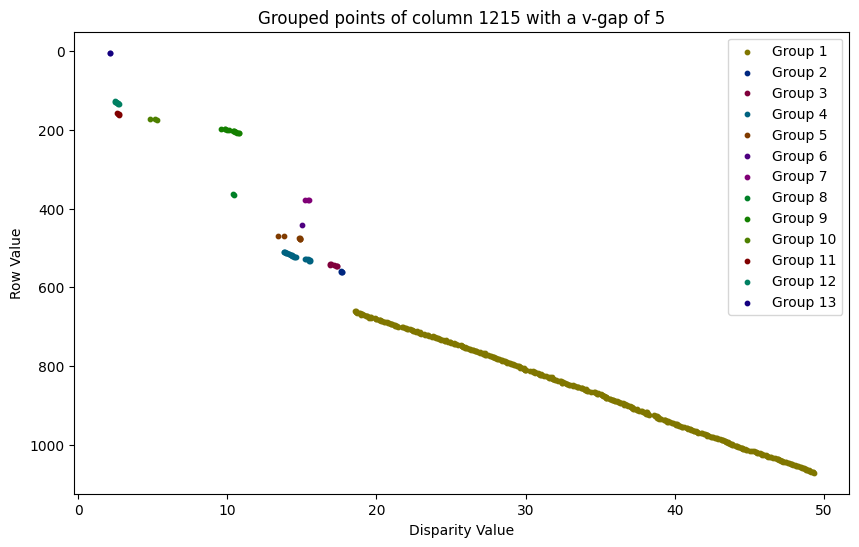 Grouped points of column 1215 with a v-gap of 5
0
200
400
600
800
1000
Row Value
0
10
20
30
40
50
Disparity Value
Group 1
Group 2
Group 3
Group 4
Group 5
Group 6
Group 7
Group 8
Group 9
Group 10
Group 11
Group 12
Group 13